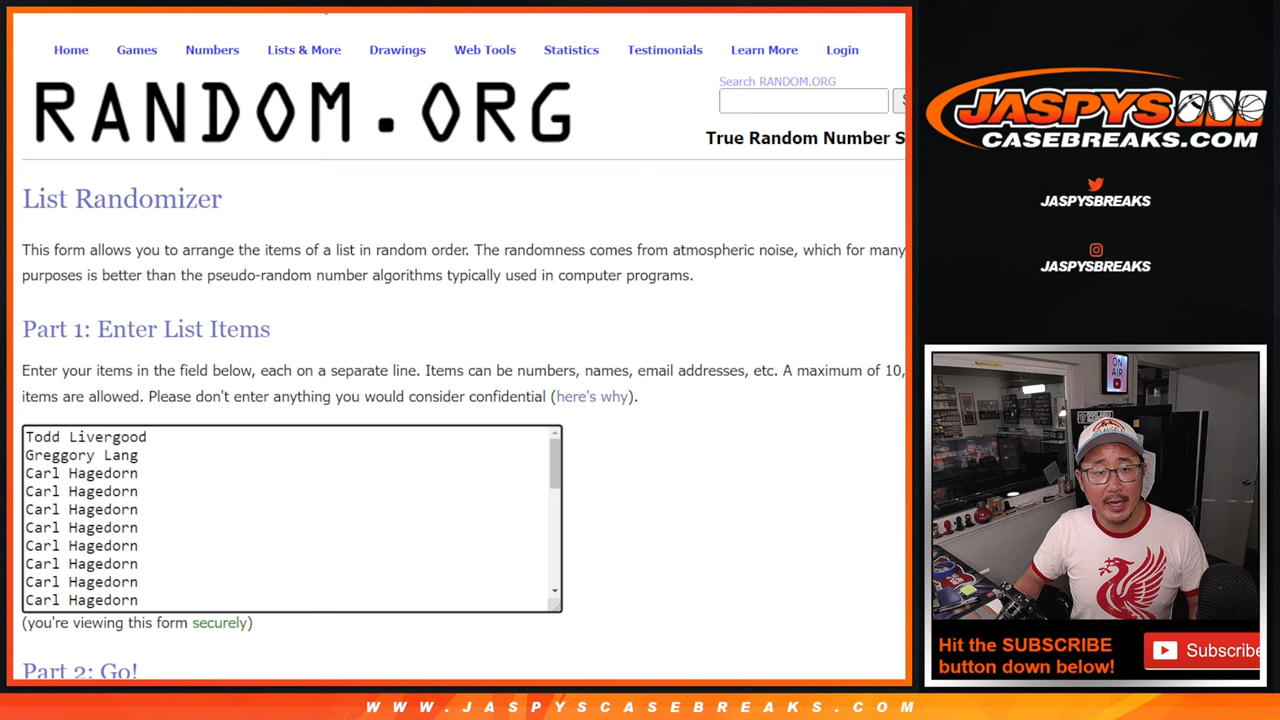 Home Games Numbers Lists & More Drawings Web Tools Statistics Testimonials Learn More Login
RANDOM.ORG
Search RANDOM.ORG
True Random Number S
List Randomizer
This form allows you to arrange the items of a list in random order. The randomness comes from atmospheric noise, which for many
purposes is better than the pseudo-random number algorithms typically used in computer programs.
Part 1: Enter List Items
Enter your items in the field below, each on a separate line. Items can be numbers, names, email addresses, etc. A maximum of 10,
items are allowed. Please don't enter anything you would consider confidential (here's why).
Todd Livergood
Greggory Lang
Carl Hagedorn
Carl Hagedorn
Carl Hagedorn
Carl Hagedorn
Carl Hagedorn
Carl Hagedorn
Carl Hagedorn
Carl Hagedorn
(you're viewing this form securely)
Part 2: Go!
JASPYS
CASEBREAKS.COM
JASPYSBREAKS
JASPYSBREAKS
ON
AIR
Hit the SUBSCRIBE
button down below!
Subscribe
WWW.JASPYSCASEBREAKS.COM